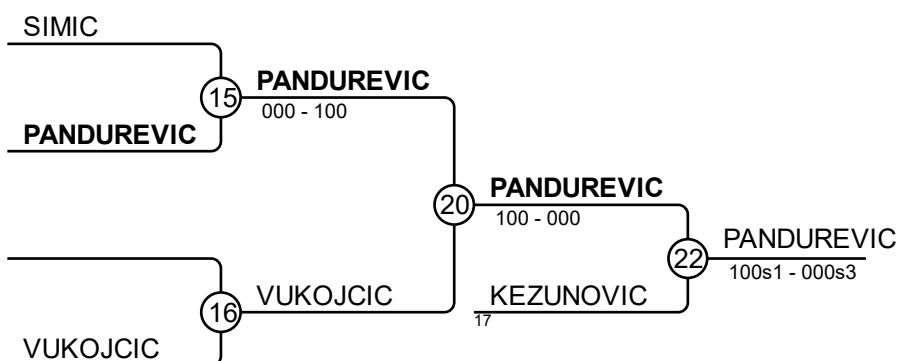 SIMIC
15
PANDUREVIC
000 - 100
PANDUREVIC
20
PANDUREVIC
100 - 000
22
PANDUREVIC
100s1 - 000s3
16
VUKOJCIC
KEZUNOVIC
17
VUKOJCIC